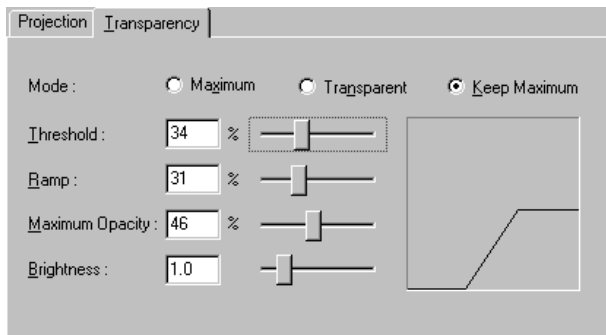 Projection Transparency
Mode : Maximum Transparent Keep Maximum
Threshold : 34 %
Ramp : 31 %
Maximum Opacity : 46 %
Brightness : 1.0